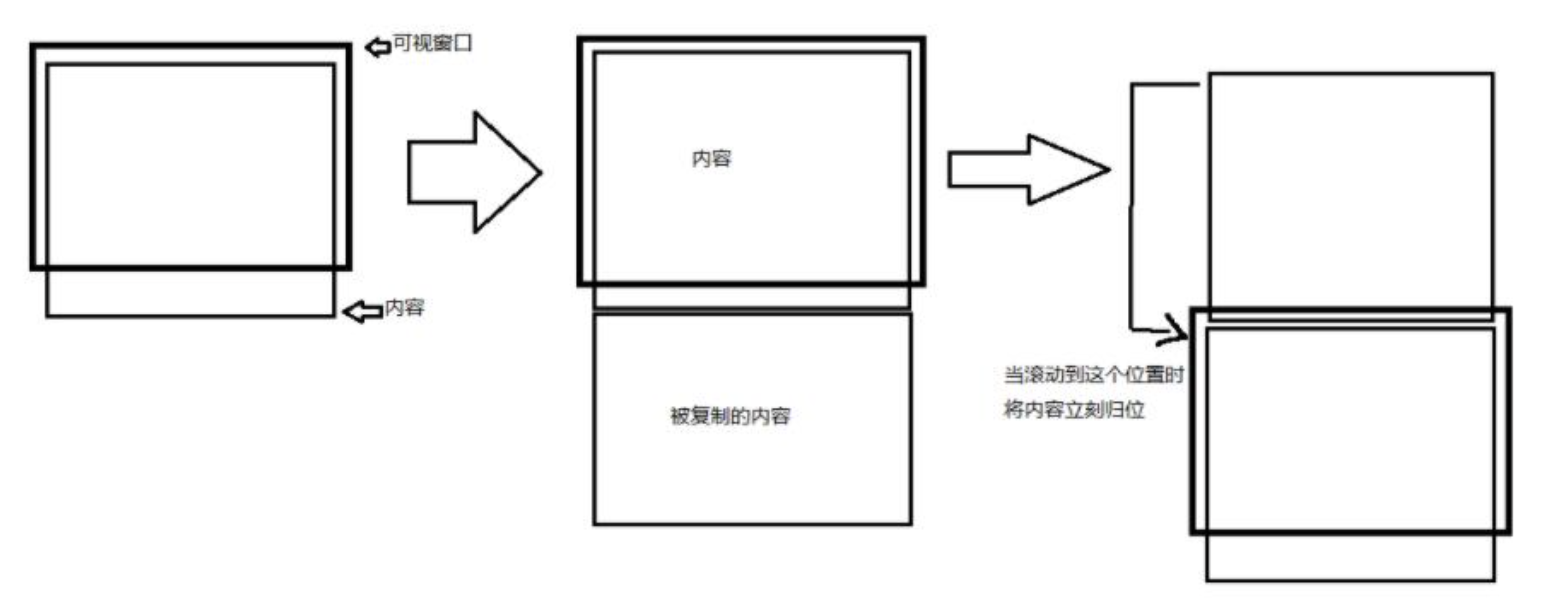 可视窗口
内容
内容
被复制的内容
当滚动到这个位置时
将内容立刻归位